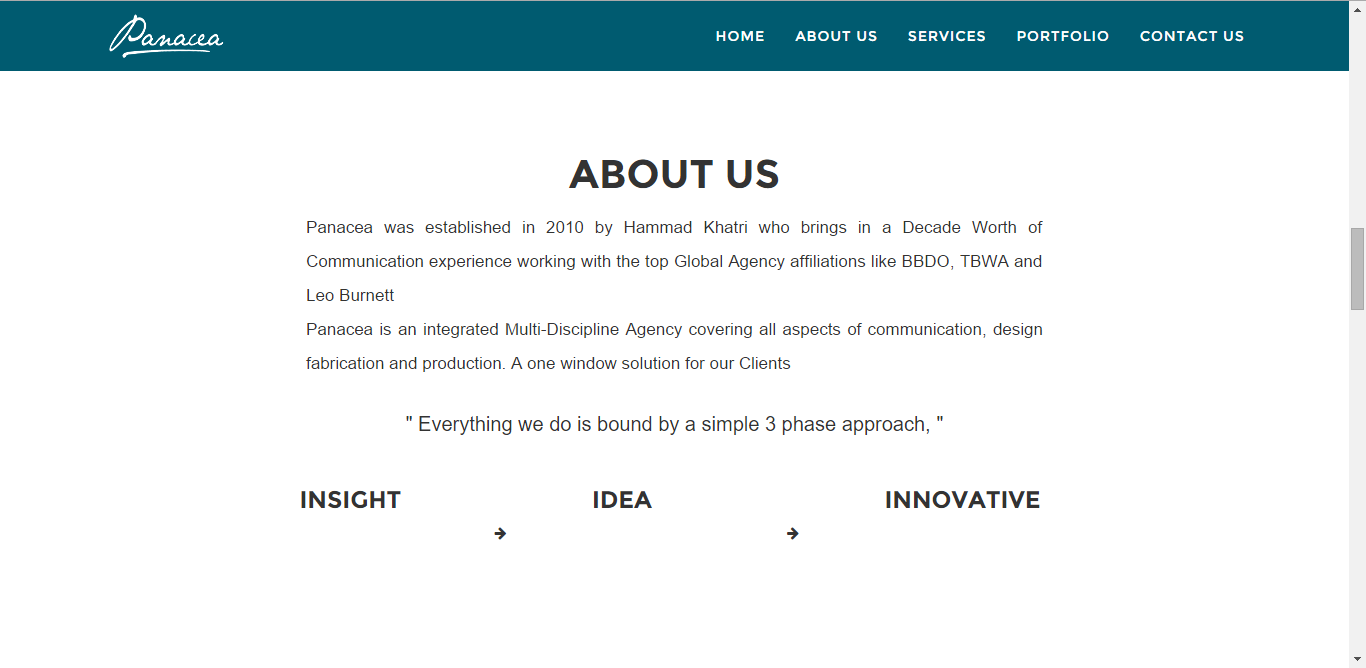 Panacea
HOME ABOUT US SERVICES PORTFOLIO CONTACT US
ABOUT US
Panacea was established in 2010 by Hammad Khatri who brings in a Decade Worth of
Communication experience working with the top Global Agency affiliations like BBDO, TBWA and
Leo Burnett
Panacea is an integrated Multi-Discipline Agency covering all aspects of communication, design
fabrication and production. A one window solution for our Clients
" Everything we do is bound by a simple 3 phase approach, "
INSIGHT IDEA INNOVATIVE